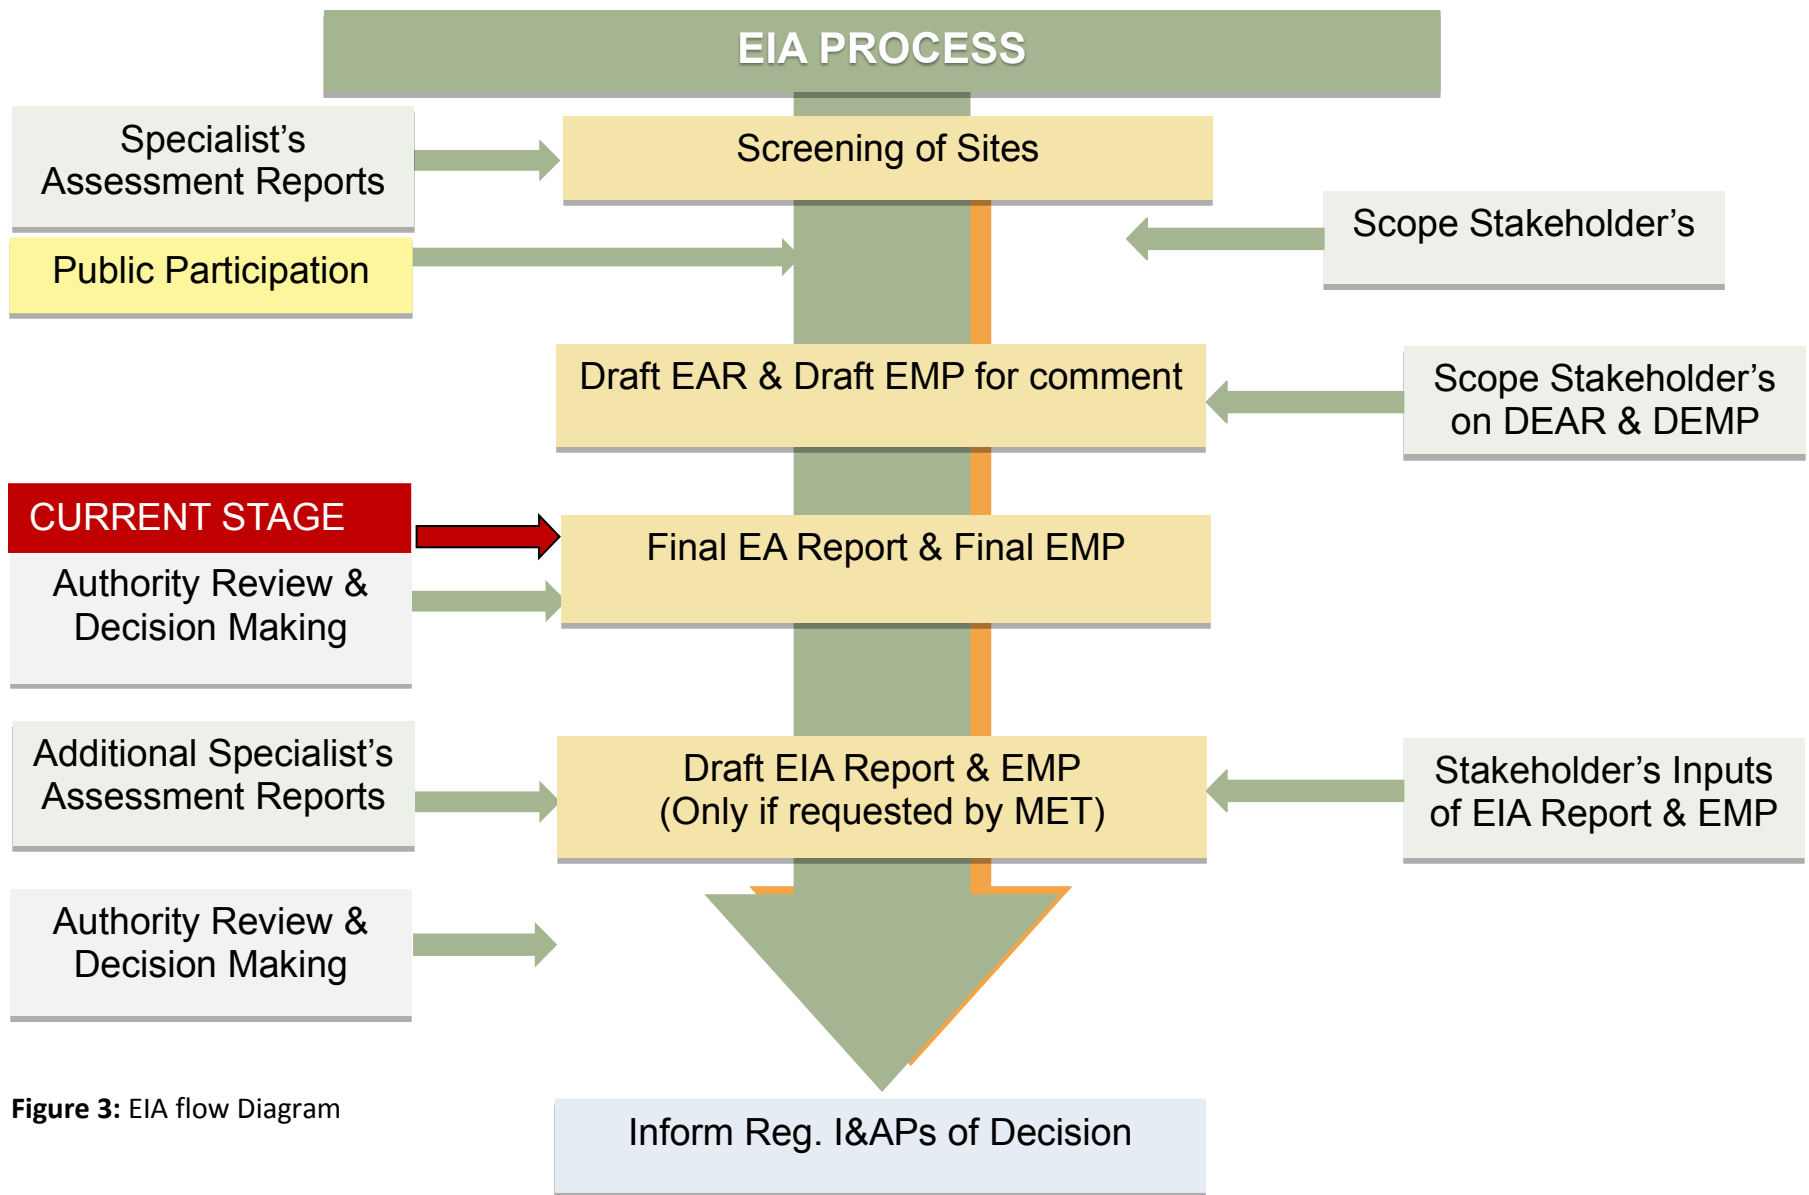 EIA PROCESS
Specialist’s
Assessment Reports
Screening of Sites
Scope Stakeholder’s
Public Participation
Draft EAR & Draft EMP for comment
Scope Stakeholder’s
on DEAR & DEMP
CURRENT STAGE
Final EA Report & Final EMP
Authority Review &
Decision Making
Additional Specialist’s
Assessment Reports
Draft EIA Report & EMP
(Only if requested by MET)
Stakeholder’s Inputs
of EIA Report & EMP
Authority Review &
Decision Making
Figure 3: EIA flow Diagram
Inform Reg. I&APs of Decision